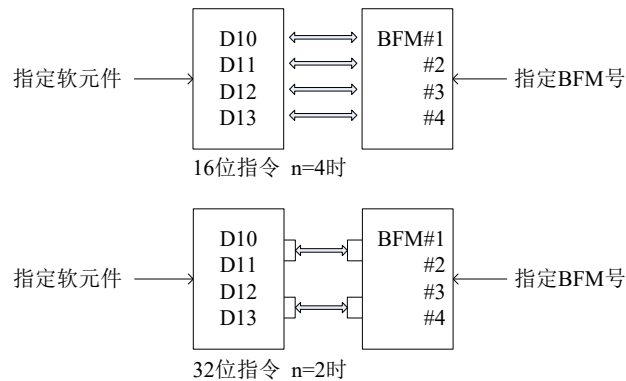 D10 BFM#1
D11 #2
指定软元件 D12 #3 指定BFM号
D13 #4
16位指令 n=4时
D10 BFM#1
D11 #2
指定软元件 D12 #3 指定BFM号
D13 #4
32位指令 n=2时